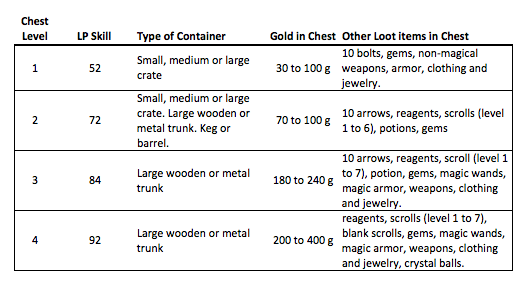 Chest Level LP Skill Type of Container Gold in Chest Other Loot items in Chest
1 52 Small, medium or large crate 30 to 100 g 10 bolts, gems, non-magical weapons, armor, clothing and jewelry.
2 72 Small, medium or large crate. Large wooden or metal trunk. Keg or barrel. 70 to 100 g 10 arrows, reagents, scrolls (level 1 to 6), potions, gems
3 84 Large wooden or metal trunk 180 to 240 g 10 arrows, reagents, scroll (level 1 to 7), potion, gems, magic wands, magic armor, weapons, clothing and jewelry.
4 92 Large wooden or metal trunk 200 to 400 g reagents, scrolls (level 1 to 7), blank scrolls, gems, magic wands, magic armor, weapons, clothing and jewelry, crystal balls.